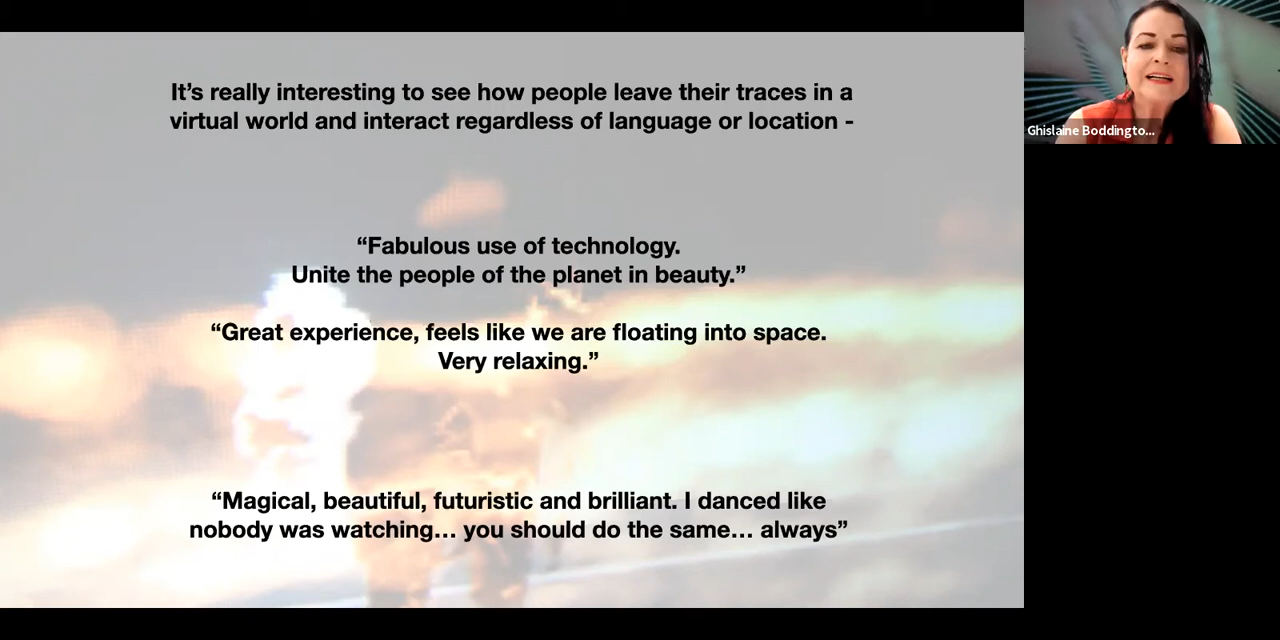 It’s really interesting to see how people leave their traces in a
virtual world and interact regardless of language or location -
“Fabulous use of technology.
Unite the people of the planet in beauty.”
“Great experience, feels like we are floating into space.
Very relaxing.”
“Magical, beautiful, futuristic and brilliant. I danced like
nobody was watching… you should do the same… always”
Ghislaine Boddingto...